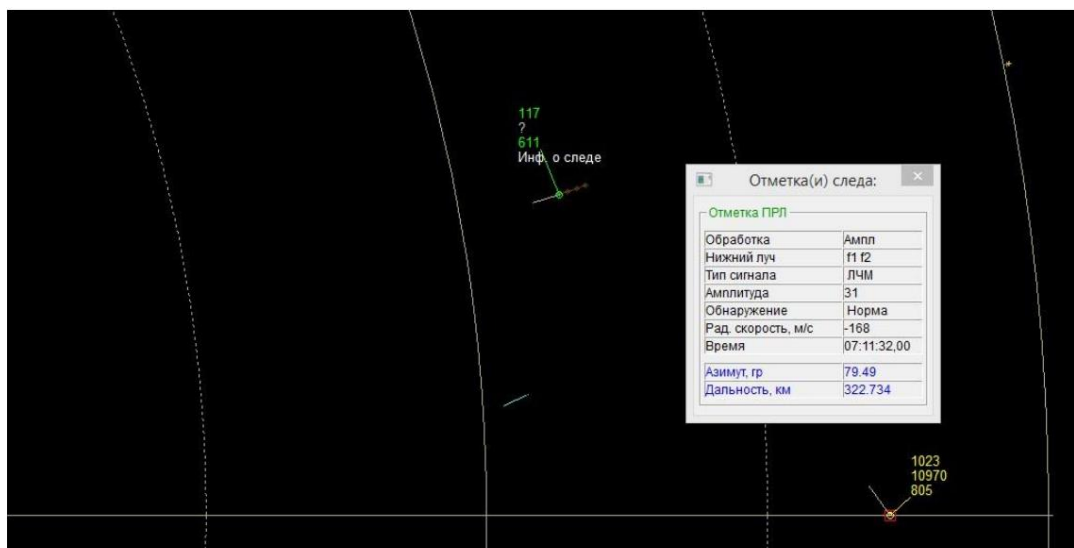 117
?
611
Инф. о следе
Отметка(и) следа:
Отметка ПРЛ
Обработка Ампл
Нижний луч f1 f2
Тип сигнала ЛЧМ
Амплитуда 31
Обнаружение Норма
Рад. скорость, м/с -168
Время 07:11:32,00
Азимут, гр 79.49
Дальность, км 322.734
1023
10970
805